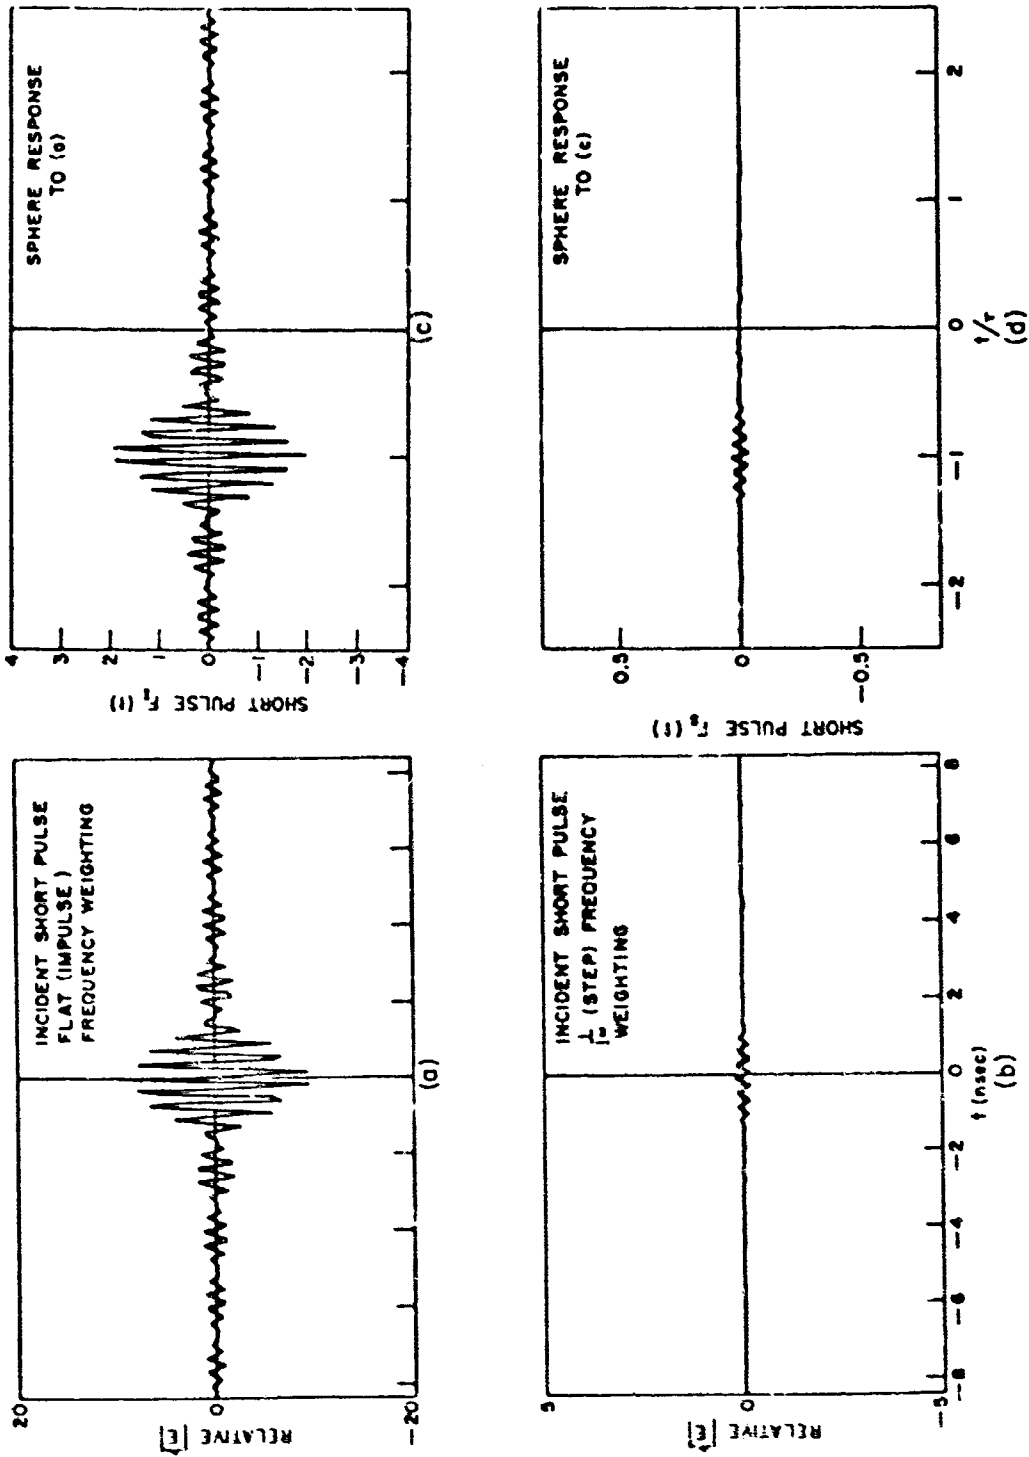 INCIDENT SHORT PULSE
FLAT (IMPULSE)
FREQUENCY WEIGHTING
20
0
-20
RELATIVE |E|
(a)
INCIDENT SHORT PULSE
(STEP) FREQUENCY
WEIGHTING
5
0
-5
RELATIVE |E|
-8 -6 -4 -2 0 2 4 6 8
t (nsec)
(b)
SPHERE RESPONSE
TO (a)
4
3
2
1
0
-1
-2
-3
-4
SHORT PULSE
(c)
SPHERE RESPONSE
TO (c)
0.5
0
-0.5
SHORT PULSE
-2 -1 0 1 2
t/τ
(d)